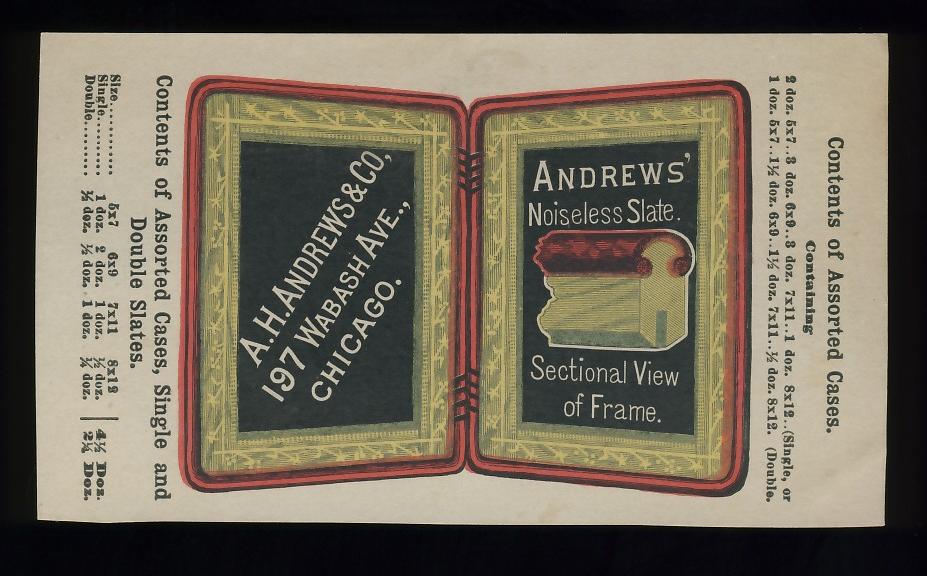 A.H. ANDREWS & CO,
197 WABASH AVE.,
CHICAGO.
ANDREWS'
Noiseless Slate.
Sectional View
of Frame.
Contents of Assorted Cases.
Containing
2 doz. 5x7..3 doz. 6x9..3 doz. 7x11..1 doz. 8x12..(Single, or
1 doz. 5x7..1½ doz. 6x9..1½ doz. 7x11..½ doz. 8x12. (Double.
Contents of Assorted Cases, Single and
Double Slates.
Size........... 5x7 6x9 7x11 8x12
Single.......... 1 doz. 2 doz. 1 doz. ½ doz. | 4½ Doz.
Double......... ½ doz. ½ doz. 1 doz. ¼ doz. | 2¼ Doz.